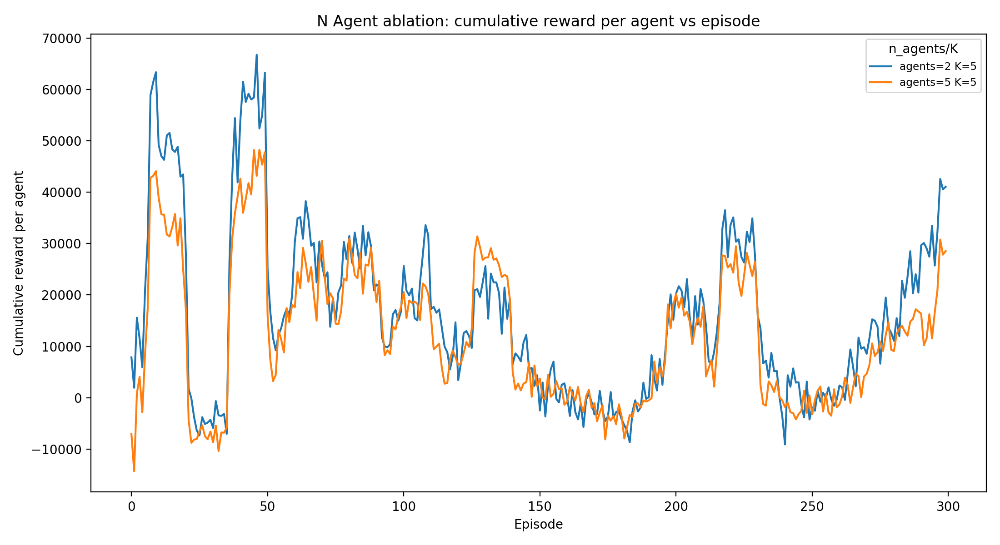 N Agent ablation: cumulative reward per agent vs episode
n_agents/K
agents=2 K=5
agents=5 K=5
Cumulative reward per agent
70000
60000
50000
40000
30000
20000
10000
0
−10000
0 50 100 150 200 250 300
Episode